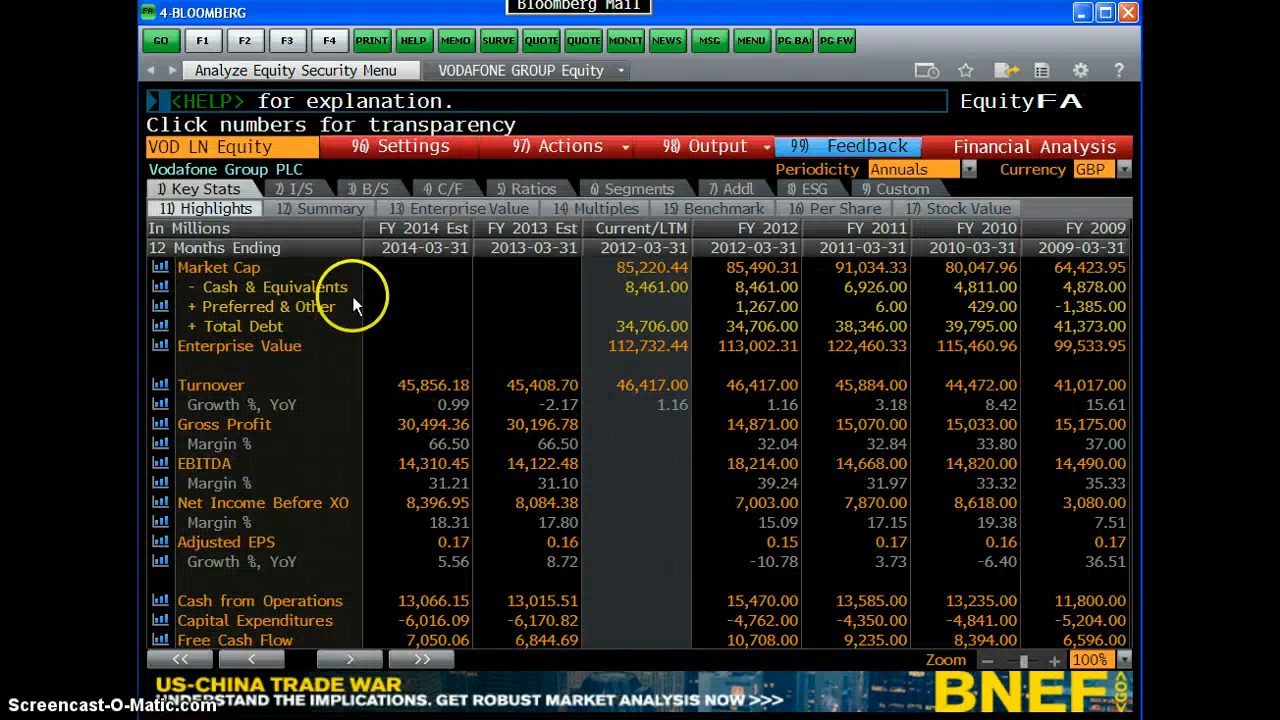 Bloomberg Mail
4-BLOOMBERG
GO F1 F2 F3 F4 PRINT HELP MEMO SURVE QUOTE QUOTE MONIT NEWS MSG MENU PG BA PG FW
Analyze Equity Security Menu VODAFONE GROUP Equity
<HELP> for explanation. EquityFA
Click numbers for transparency
VOD LN Equity 96) Settings 97) Actions 98) Output 99) Feedback Financial Analysis
Vodafone Group PLC Periodicity Annuals Currency GBP
1) Key Stats 2) I/S 3) B/S 4) C/F 5) Ratios 6) Segments 7) Addl 8) ESG 9) Custom
11) Highlights 12) Summary 13) Enterprise Value 14) Multiples 15) Benchmark 16) Per Share 17) Stock Value
In Millions FY 2014 Est FY 2013 Est Current/LTM FY 2012 FY 2011 FY 2010 FY 2009
12 Months Ending 2014-03-31 2013-03-31 2012-03-31 2012-03-31 2011-03-31 2010-03-31 2009-03-31
Market Cap 85,220.44 85,490.31 91,034.33 80,047.96 64,423.95
- Cash & Equivalents 8,461.00 8,461.00 6,926.00 4,811.00 4,878.00
+ Preferred & Other 1,267.00 6.00 429.00 -1,385.00
+ Total Debt 34,706.00 34,706.00 38,346.00 39,795.00 41,373.00
Enterprise Value 112,732.44 113,002.31 122,460.33 115,460.96 99,533.95
Turnover 45,856.18 45,408.70 46,417.00 46,417.00 45,884.00 44,472.00 41,017.00
Growth %, YoY 0.99 -2.17 1.16 1.16 3.18 8.42 15.61
Gross Profit 30,494.36 30,196.78 14,871.00 15,070.00 15,033.00 15,175.00
Margin % 66.50 66.50 32.04 32.84 33.80 37.00
EBITDA 14,310.45 14,122.48 18,214.00 14,668.00 14,820.00 14,490.00
Margin % 31.21 31.10 39.24 31.97 33.32 35.33
Net Income Before XO 8,396.95 8,084.38 7,003.00 7,870.00 8,618.00 3,080.00
Margin % 18.31 17.80 15.09 17.15 19.38 7.51
Adjusted EPS 0.17 0.16 0.15 0.17 0.16 0.17
Growth %, YoY 5.56 8.72 -10.78 3.73 -6.40 36.51
Cash from Operations 13,066.15 13,015.51 15,470.00 13,585.00 13,235.00 11,800.00
Capital Expenditures -6,016.09 -6,170.82 -4,762.00 -4,350.00 -4,841.00 -5,204.00
Free Cash Flow 7,050.06 6,844.69 10,708.00 9,235.00 8,394.00 6,596.00
<< < > >> Zoom - + 100%
US-CHINA TRADE WAR
UNDERSTAND THE IMPLICATIONS. GET ROBUST MARKET ANALYSIS NOW >>>
BNEF
Screencast-O-Matic.com